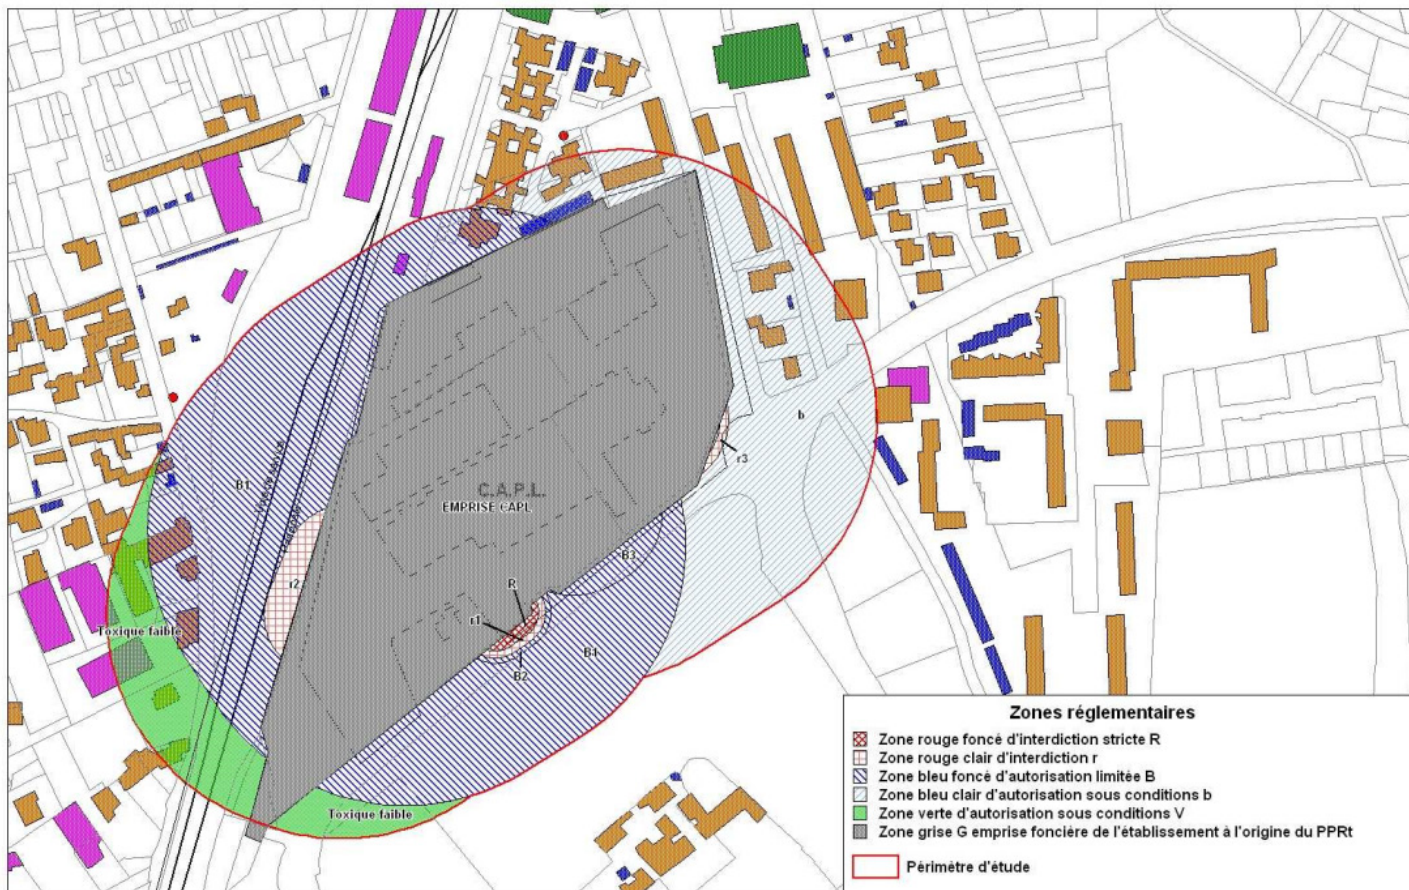 b
r3
B1
C.A.P.L.
EMPRISE CAPL
B3
r2
R
r1
B1
B2
Toxique faible
Toxique faible
Zones réglementaires
Zone rouge foncé d'interdiction stricte R
Zone rouge clair d'interdiction r
Zone bleu foncé d'autorisation limitée B
Zone bleu clair d'autorisation sous conditions b
Zone verte d'autorisation sous conditions V
Zone grise G emprise foncière de l'établissement à l'origine du PPRt
Périmètre d'étude